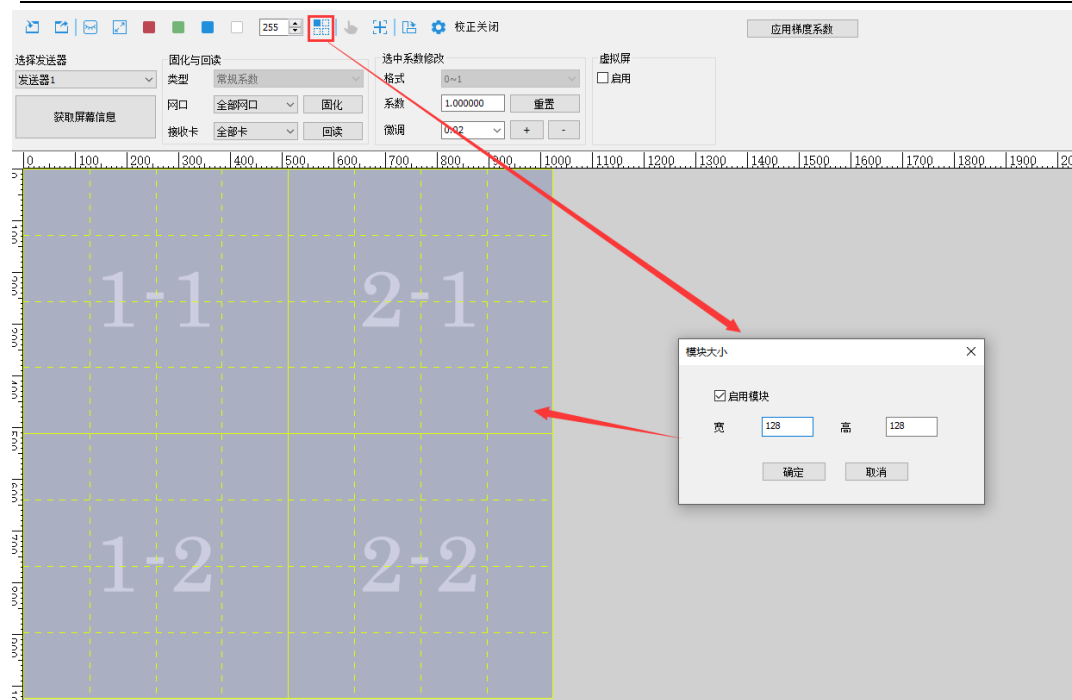 255 校正关闭 应用梯度系数
选择发送器 固化与回读 选中系数修改 虚拟屏
发送器1 类型 常规系数 格式 0~1 启用
获取屏幕信息 网口 全部网口 固化 系数 1.000000 重置
接收卡 全部卡 回读 微调 0.02 + -
0 100 200 300 400 500 600 700 800 900 1000 1100 1200 1300 1400 1500 1600 1700 1800 1900 20
1-1 2-1
模块大小
启用模块
宽 128 高 128
确定 取消
1-2 2-2